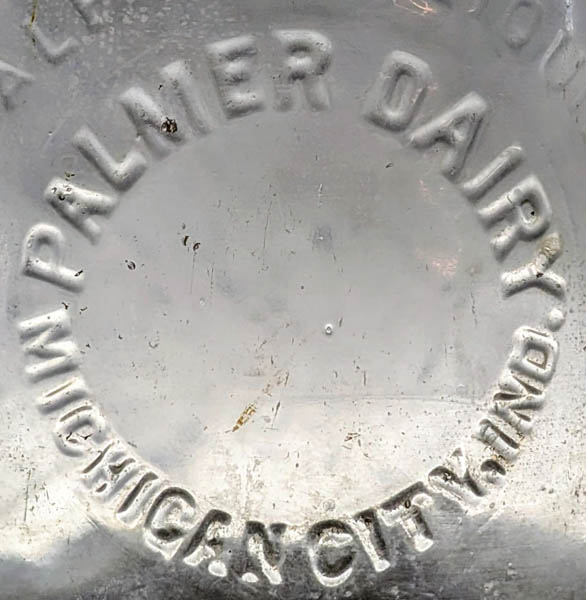 PALMER DAIRY.
MICHIGAN CITY, IND.